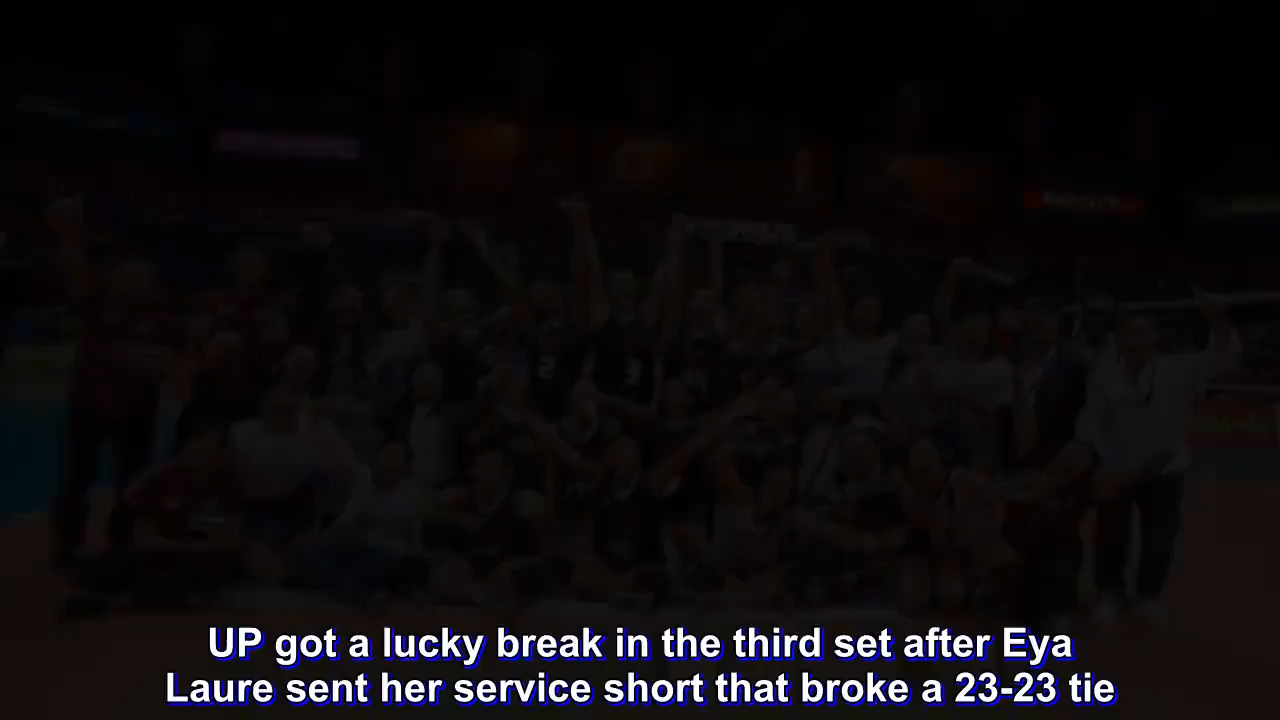 UP got a lucky break in the third set after Eya
Laure sent her service short that broke a 23-23 tie